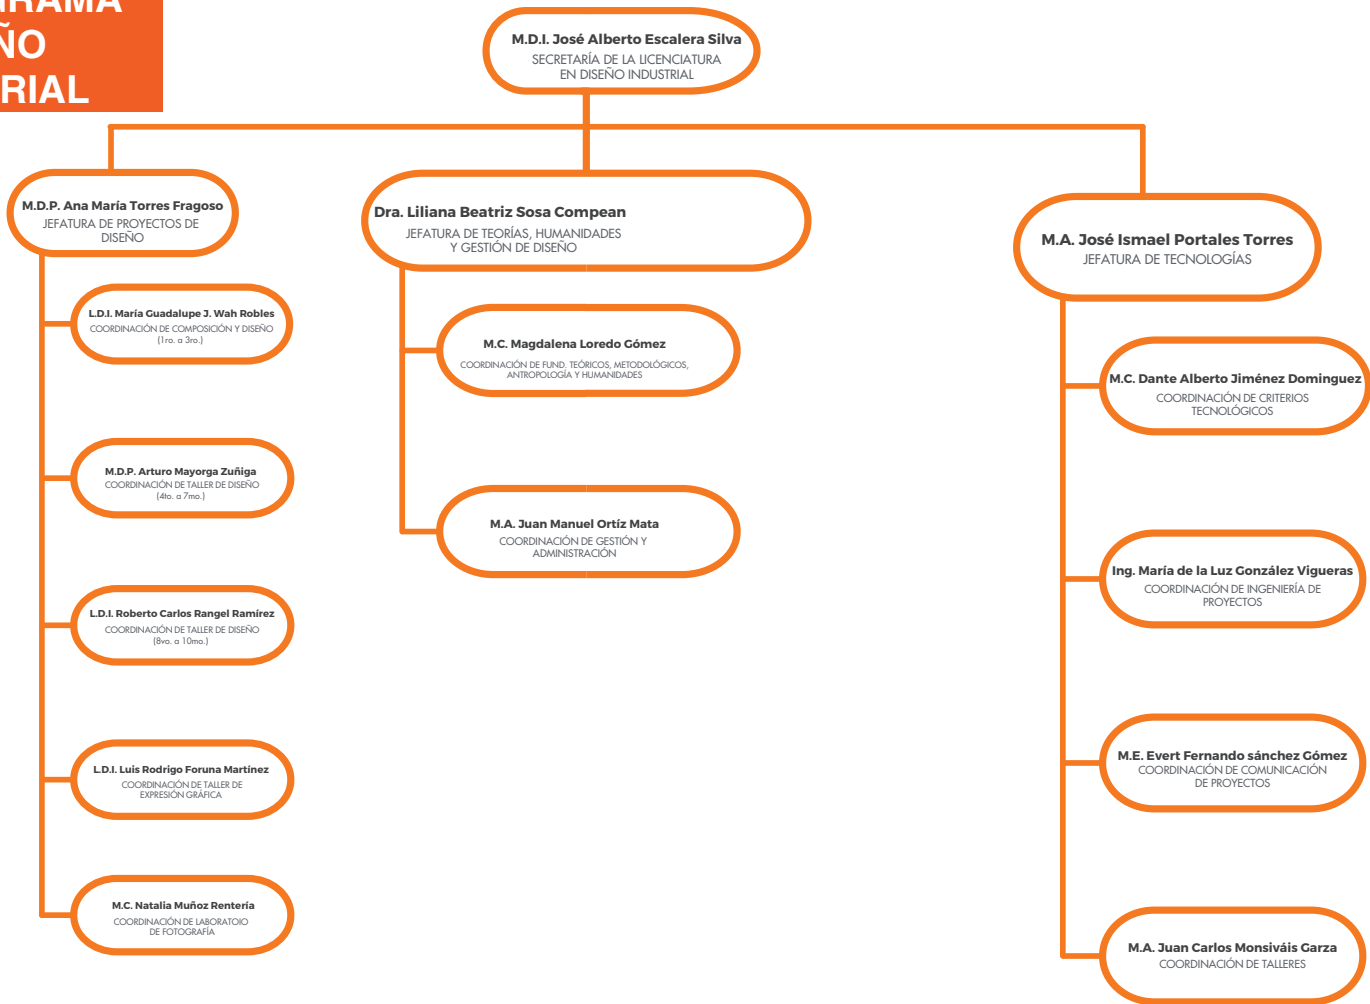 ÑO
RIAL
M.D.I. José Alberto Escalera Silva
SECRETARÍA DE LA LICENCIATURA
EN DISEÑO INDUSTRIAL
M.D.P. Ana María Torres Fragoso
JEFATURA DE PROYECTOS DE
DISEÑO
L.D.I. María Guadalupe J. Wah Robles
COORDINACIÓN DE COMPOSICIÓN Y DISEÑO
(1ro. a 3ro.)
M.D.P. Arturo Mayorga Zuñiga
COORDINACIÓN DE TALLER DE DISEÑO
(4to. a 7mo.)
L.D.I. Roberto Carlos Rangel Ramírez
COORDINACIÓN DE TALLER DE DISEÑO
(8vo. a 10mo.)
L.D.I. Luis Rodrigo Foruna Martínez
COORDINACIÓN DE TALLER DE
EXPRESIÓN GRÁFICA
M.C. Natalia Muñoz Rentería
COORDINACIÓN DE LABORATOIO
DE FOTOGRAFÍA
Dra. Liliana Beatriz Sosa Compean
JEFATURA DE TEORÍAS, HUMANIDADES
Y GESTIÓN DE DISEÑO
M.C. Magdalena Loredo Gómez
COORDINACIÓN DE FUND. TEÓRICOS, METODOLÓGICOS,
ANTROPOLOGÍA Y HUMANIDADES
M.A. Juan Manuel Ortíz Mata
COORDINACIÓN DE GESTIÓN Y
ADMINISTRACIÓN
M.A. José Ismael Portales Torres
JEFATURA DE TECNOLOGÍAS
M.C. Dante Alberto Jiménez Dominguez
COORDINACIÓN DE CRITERIOS
TECNOLÓGICOS
Ing. María de la Luz González Vigueras
COORDINACIÓN DE INGENIERÍA DE
PROYECTOS
M.E. Evert Fernando sánchez Gómez
COORDINACIÓN DE COMUNICACIÓN
DE PROYECTOS
M.A. Juan Carlos Monsiváis Garza
COORDINACIÓN DE TALLERES